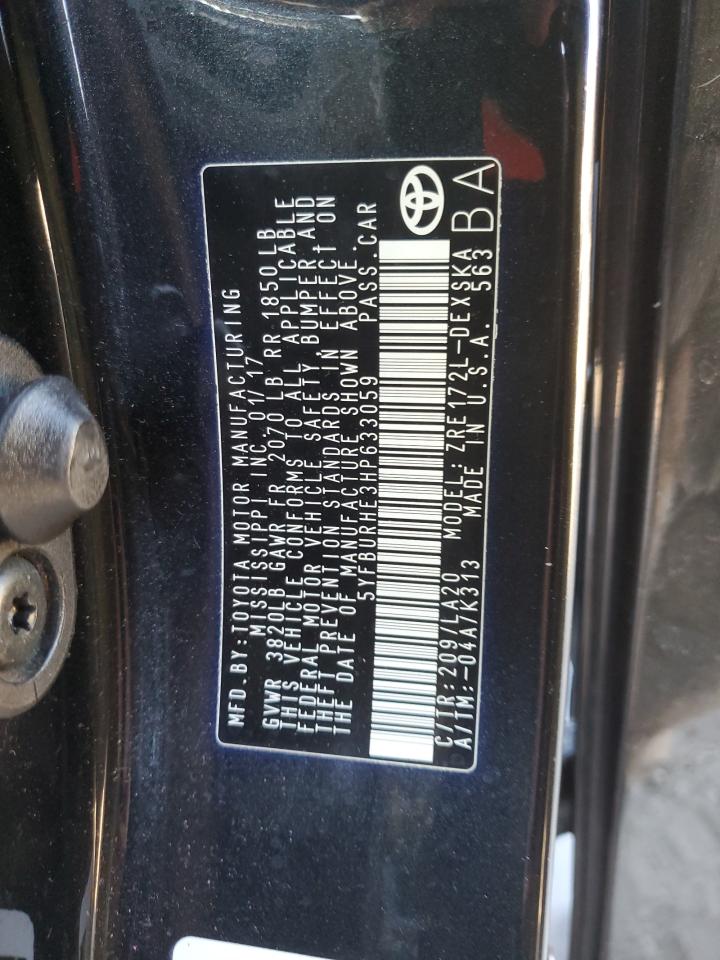 MFD.BY:TOYOTA MOTOR MANUFACTURING
MISSISSIPPI INC. 01/17
GVWR 3820LB GAWR FR 2070 LB RR 1850 LB
THIS VEHICLE CONFORMS TO ALL APPLICABLE
FEDERAL MOTOR VEHICLE SAFETY, BUMPER AND
THEFT PREVENTION STANDARDS IN EFFECT ON
THE DATE OF MANUFACTURE SHOWN ABOVE.
5YFBURHE3HP633059 PASS.CAR
C/TR:209/LA20 MODEL:ZRE172L-DEXSKA
A/TM:-04A/K313 MADE IN U.S.A. 563
BA